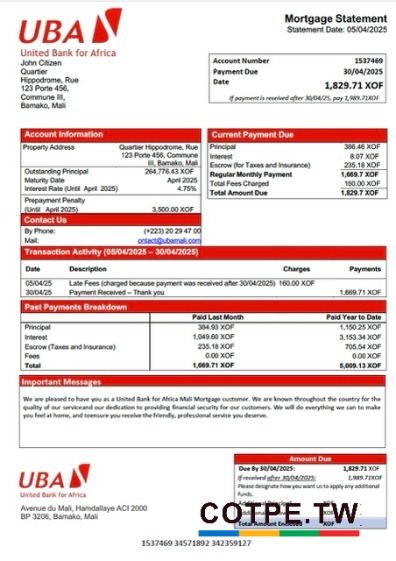 UBA
United Bank for Africa
Mortgage Statement
Statement Date: 05/04/2025
John Citizen
Quartier
Hippodrome, Rue
123 Porte 456,
Commune III,
Bamako, Mali
Account Number 1537469
Payment Due 30/04/2025
Date
1,829.71 XOF
If payment is received after 30/04/25, pay 1,989.71XOF
Account Information
Property Address Quartier Hippodrome, Rue
123 Porte 456, Commune
III, Bamako, Mali
Outstanding Principal 264,776.43 XOF
Maturity Date April 2025
Interest Rate (Until April 2025) 4.75%
Prepayment Penalty
(Until April 2025) 3,500.00 XOF
Contact Us
By Phone: (+223) 20 29 47 00
Mail: ontact@ubamali.com
Current Payment Due
Principal 386.46 XOF
Interest 8.07 XOF
Escrow (for Taxes and Insurance) 235.18 XOF
Regular Monthly Payment 1,669.7 XOF
Total Fees Charged 160.00 XOF
Total Amount Due 1,829.7 XOF
Transaction Activity (05/04/2025 – 30/04/2025)
Date Description Charges Payments
05/04/25 Late Fees (charged because payment was received after 30/04/2025) 160.00 XOF
30/04/25 Payment Received – Thank you 1,669.71 XOF
Past Payments Breakdown
Paid Last Month Paid Year to Date
Principal 384.93 XOF 1,150.25 XOF
Interest 1,049.60 XOF 3,153.34 XOF
Escrow (Taxes and Insurance) 235.18 XOF 705.54 XOF
Fees 0.00 XOF 0.00 XOF
Total 1,669.71 XOF 5,009.13 XOF
Important Messages
We are pleased to have you as a United Bank for Africa Mali Mortgage customer. We are known throughout the country for the
quality of our serviceand our dedication to providing financial security for our customers. We will do everything we can to make
you feel at home, and toensure you receive the friendly, professional service you deserve.
UBA
United Bank for Africa
Avenue du Mali, Hamdallaye ACI 2000
BP 3206, Bamako, Mali
Amount Due
Due By 30/04/2025: 1,829.71 XOF
If received after 30/04/2025: 1,989.71XOF
Please designate how you want us to apply any additional
funds.
COTPE.TW
Total Amount Enclosed XOF
1537469 34571892 342359127